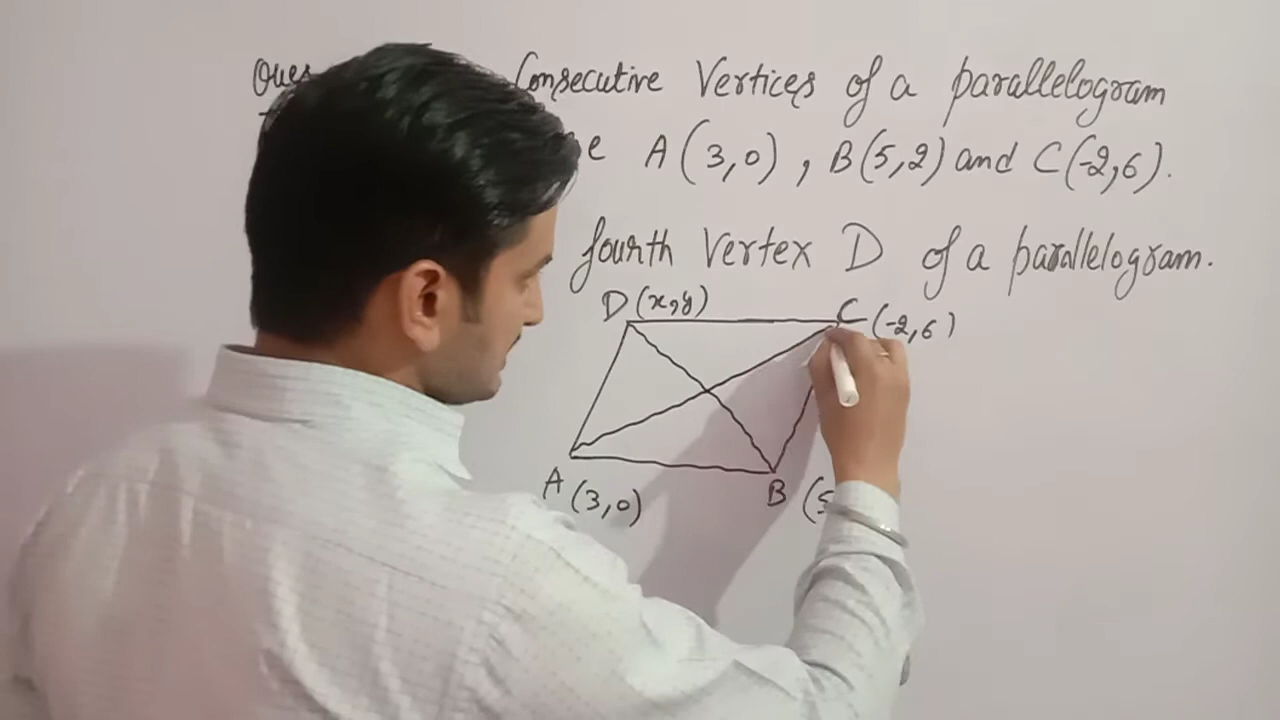 Consecutive Vertices of a parallelogram
A(3,0), B(5,2) and C(-2,6).
fourth Vertex D of a parallelogram.
D(x,y)
C(-2,6)
A(3,0)
B